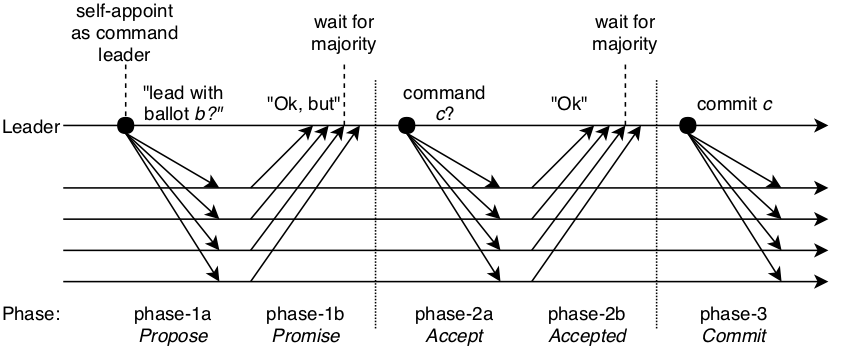 self-appoint
as command
leader
wait for
majority
wait for
majority
"lead with
ballot b?"
"Ok, but"
command
c?
"Ok"
commit c
Leader
Phase:
phase-1a
Propose
phase-1b
Promise
phase-2a
Accept
phase-2b
Accepted
phase-3
Commit